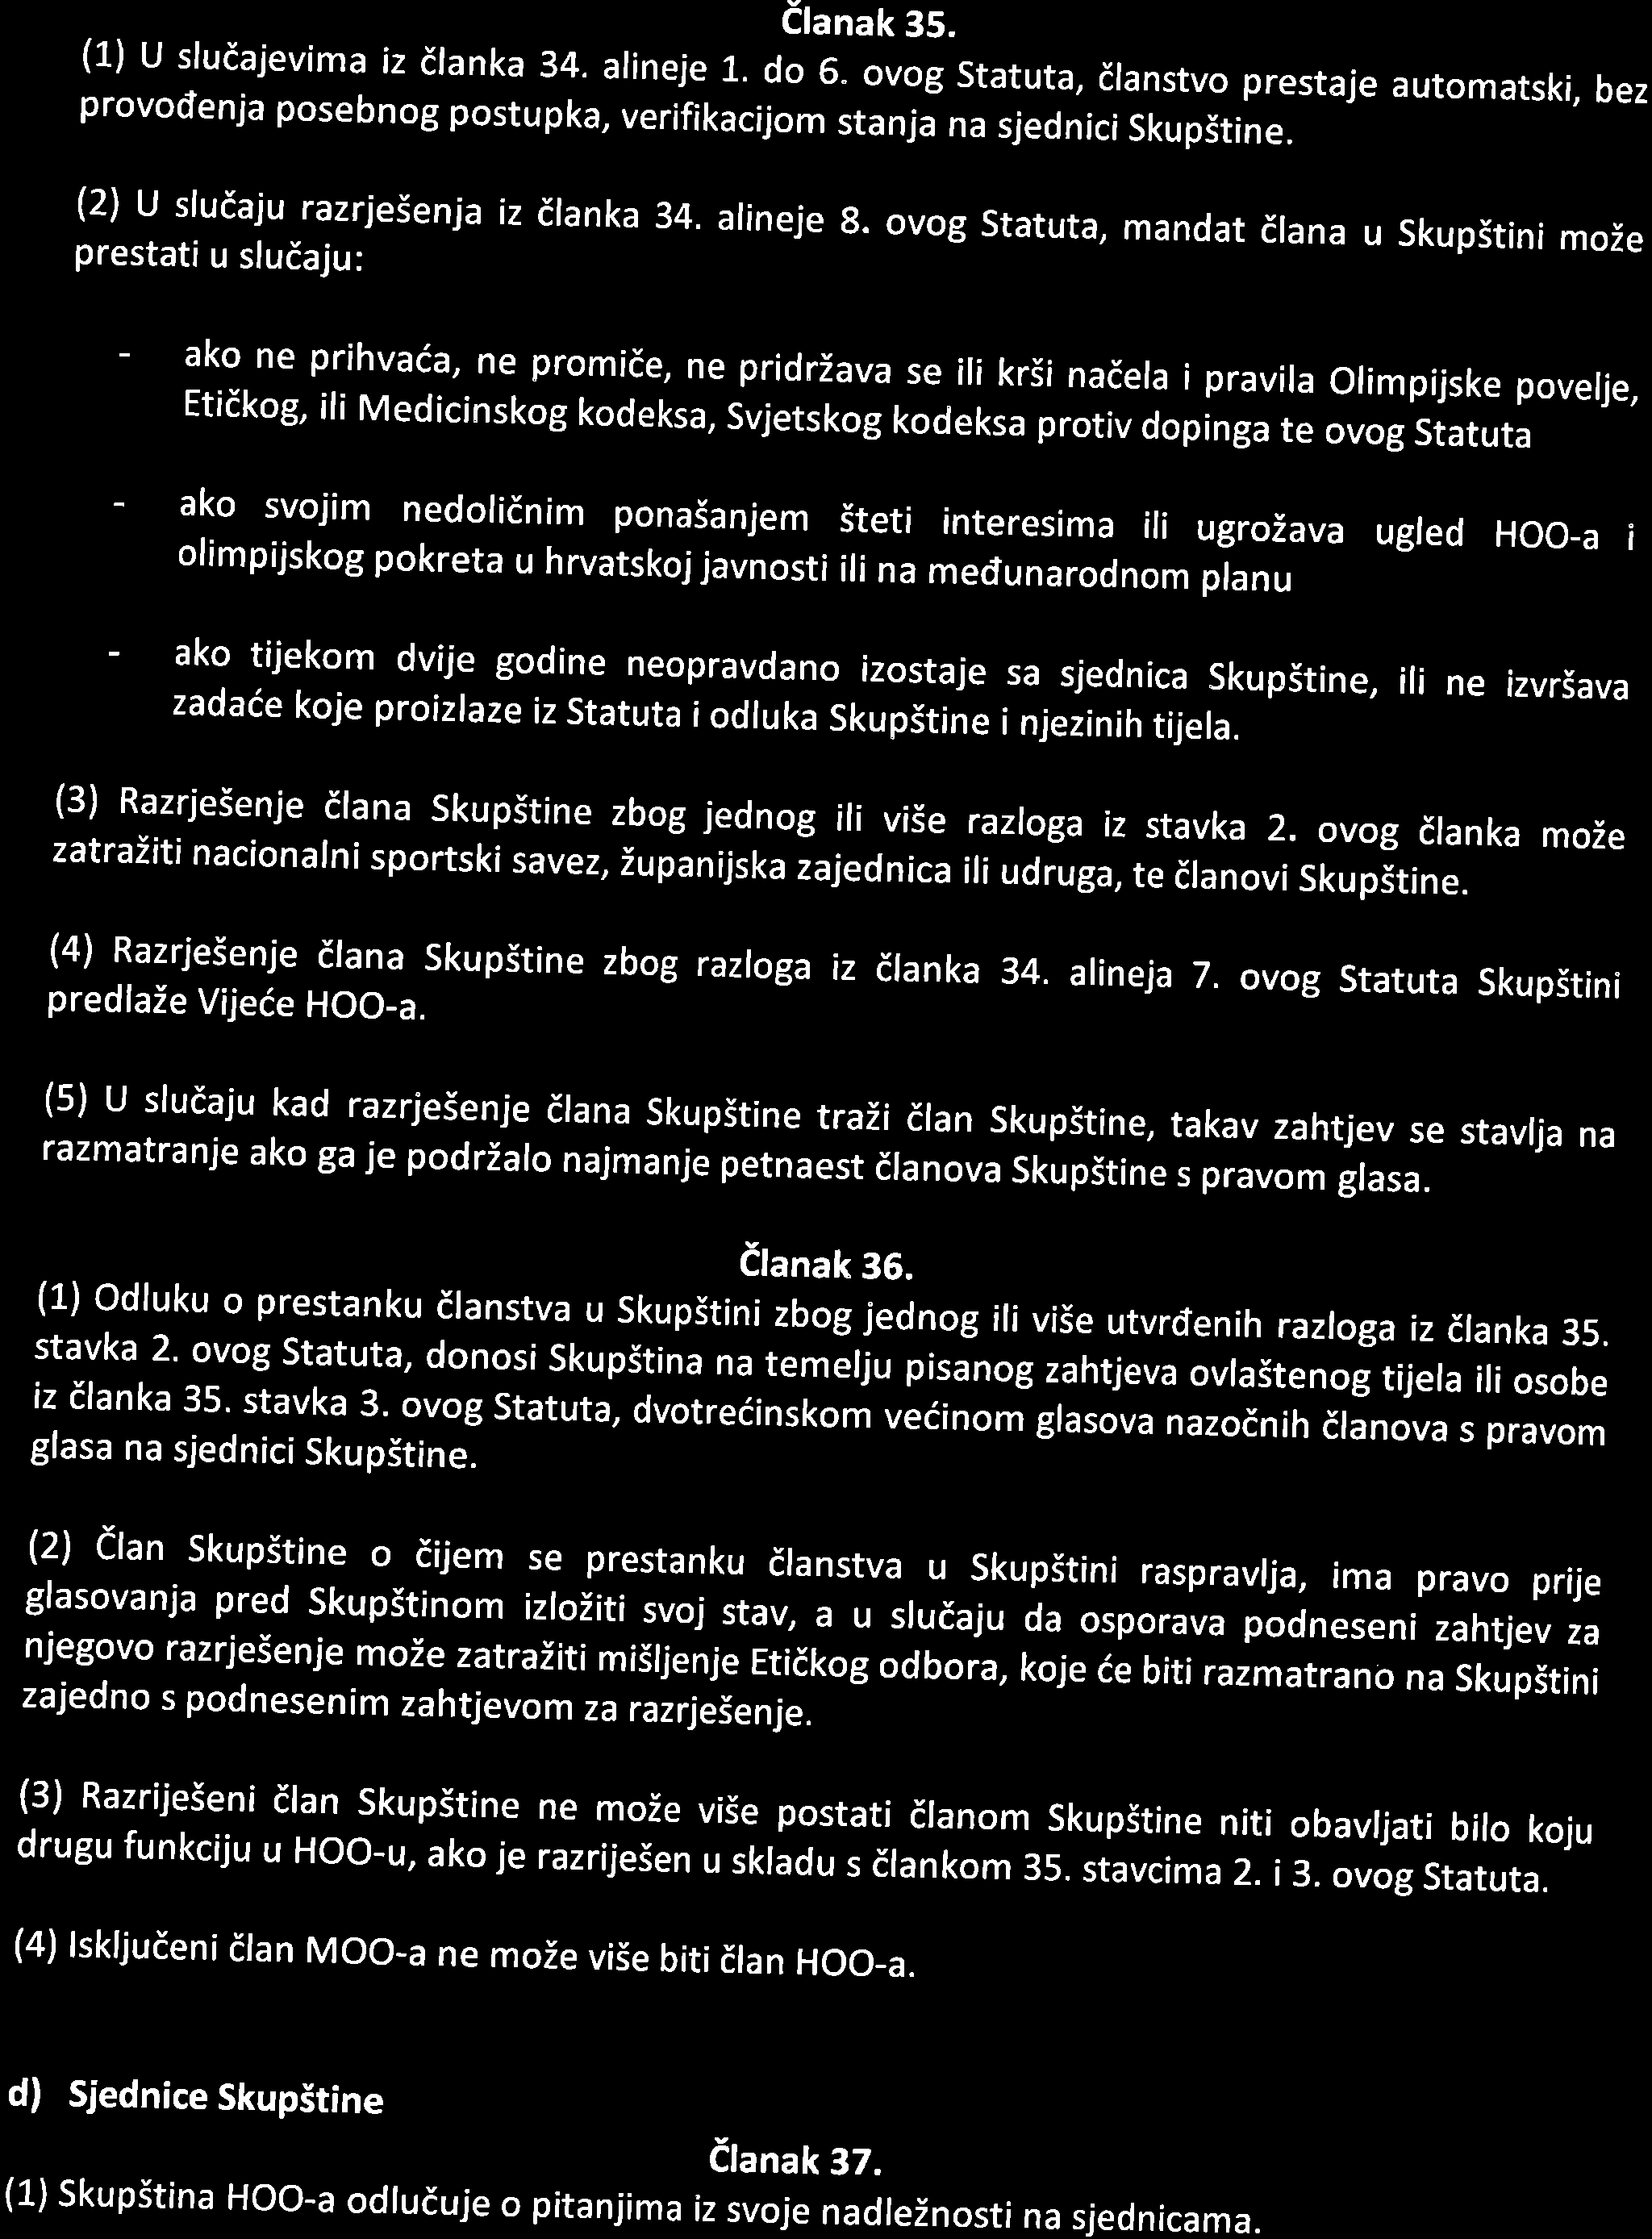 Članak 35.
(1) U slučajevima iz članka 34. alineje 1. do 6. ovog Statuta, članstvo prestaje automatski, bez
provođenja posebnog postupka, verifikacijom stanja na sjednici Skupštine.
(2) U slučaju razrješenja iz članka 34. alineje 8. ovog Statuta, mandat člana u Skupštini može
prestati u slučaju:
- ako ne prihvaća, ne promiče, ne pridržava se ili krši načela i pravila Olimpijske povelje,
Etičkog, ili Medicinskog kodeksa, Svjetskog kodeksa protiv dopinga te ovog Statuta
- ako svojim nedoličnim ponašanjem šteti interesima ili ugrožava ugled HOO-a i
olimpijskog pokreta u hrvatskoj javnosti ili na međunarodnom planu
- ako tijekom dvije godine neopravdano izostaje sa sjednica Skupštine, ili ne izvršava
zadaće koje proizlaze iz Statuta i odluka Skupštine i njezinih tijela.
(3) Razrješenje člana Skupštine zbog jednog ili više razloga iz stavka 2. ovog članka može
zatražiti nacionalni sportski savez, županijska zajednica ili udruga, te članovi Skupštine.
(4) Razrješenje člana Skupštine zbog razloga iz članka 34. alineja 7. ovog Statuta Skupštini
predlaže Vijeće HOO-a.
(5) U slučaju kad razrješenje člana Skupštine traži član Skupštine, takav zahtjev se stavlja na
razmatranje ako ga je podržalo najmanje petnaest članova Skupštine s pravom glasa.
Članak 36.
(1) Odluku o prestanku članstva u Skupštini zbog jednog ili više utvrđenih razloga iz članka 35.
stavka 2. ovog Statuta, donosi Skupština na temelju pisanog zahtjeva ovlaštenog tijela ili osobe
iz članka 35. stavka 3. ovog Statuta, dvotrećinskom većinom glasova nazočnih članova s pravom
glasa na sjednici Skupštine.
(2) Član Skupštine o čijem se prestanku članstva u Skupštini raspravlja, ima pravo prije
glasovanja pred Skupštinom izložiti svoj stav, a u slučaju da osporava podneseni zahtjev za
njegovo razrješenje može zatražiti mišljenje Etičkog odbora, koje će biti razmatrano na Skupštini
zajedno s podnesenim zahtjevom za razrješenje.
(3) Razriješeni član Skupštine ne može više postati članom Skupštine niti obavljati bilo koju
drugu funkciju u HOO-u, ako je razriješen u skladu s člankom 35. stavcima 2. i 3. ovog Statuta.
(4) Isključeni član MOO-a ne može više biti član HOO-a.
d) Sjednice Skupštine
Članak 37.
(1) Skupština HOO-a odlučuje o pitanjima iz svoje nadležnosti na sjednicama.